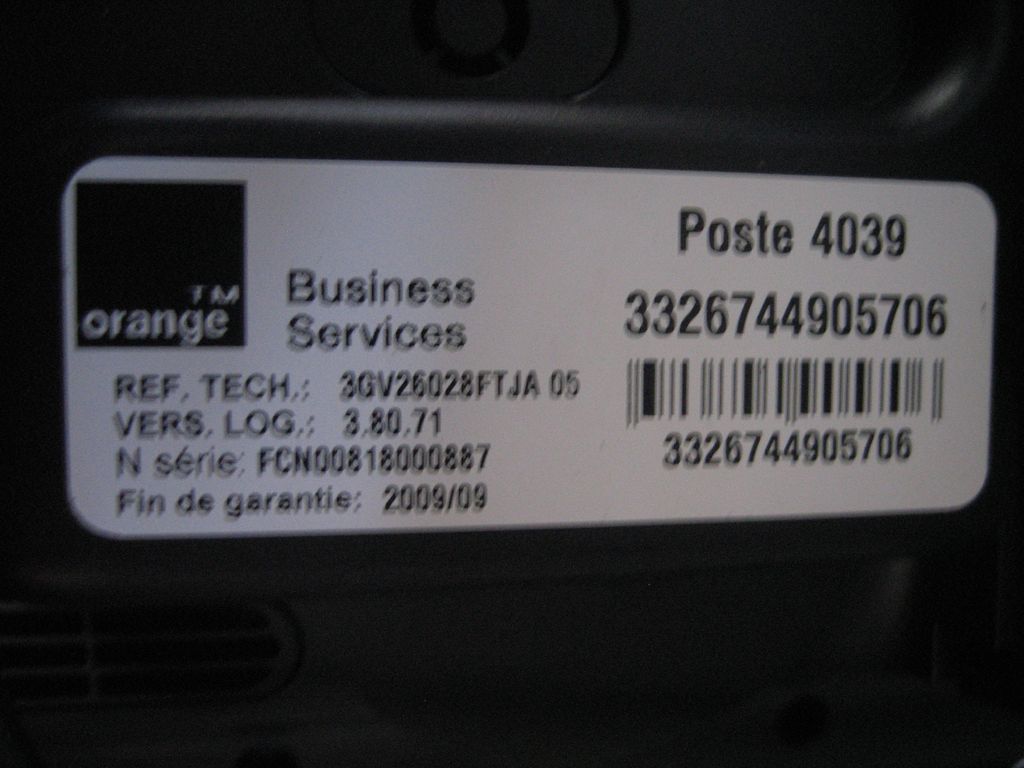 TM
orange
Business
Services
REF. TECH.: 3GV26028FTJA 05
VERS. LOG.: 3.80.71
N série: FCN00818000887
Fin de garantie: 2009/09
Poste 4039
3326744905706
3326744905706